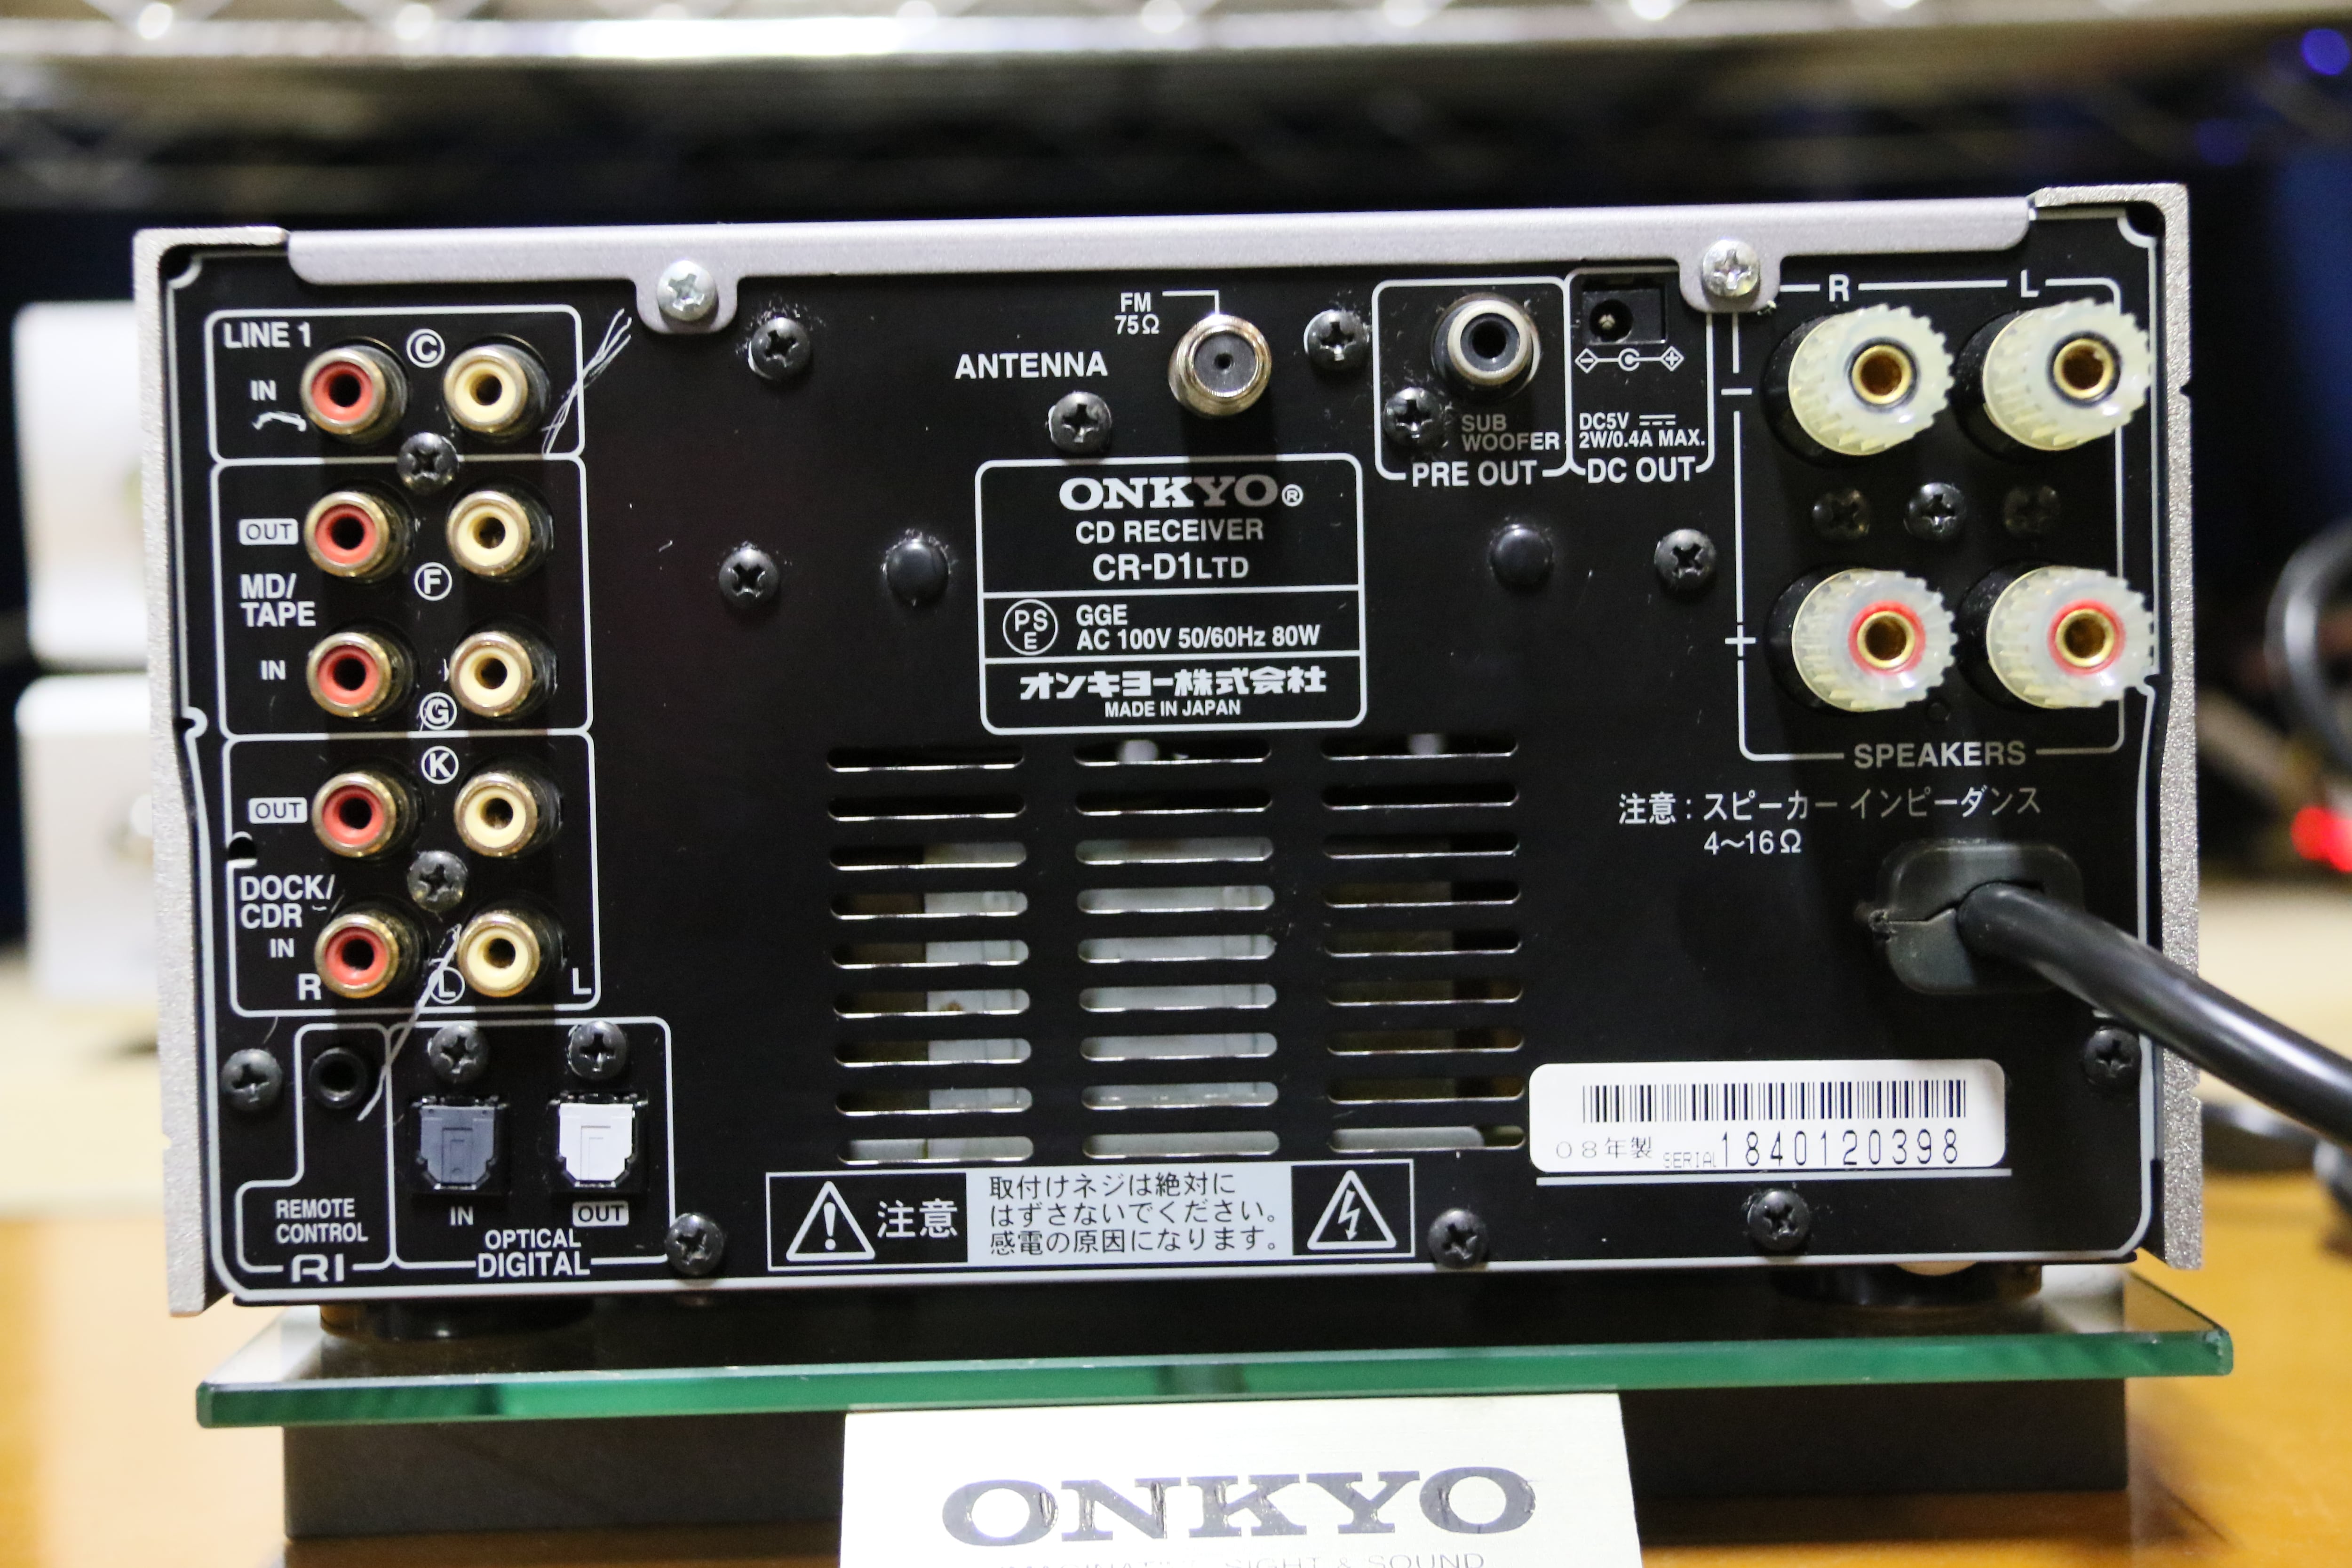 LINE 1
IN
C
OUT
MD/
TAPE
F
IN
G
K
OUT
DOCK/
CDR
IN
R
L
L
REMOTE
CONTROL
RI
IN
OUT
OPTICAL
DIGITAL
FM
75Ω
ANTENNA
ONKYO®
CD RECEIVER
CR-D1LTD
PSE
GGE
AC 100V 50/60Hz 80W
オンキヨー株式会社
MADE IN JAPAN
SUB
WOOFER
PRE OUT
DC5V
2W/0.4A MAX.
DC OUT
R
L
−
+
SPEAKERS
注意：スピーカー インピーダンス
4～16Ω
08年製 SERIAL 1840120398
注意
取付けネジは絶対に
はずさないでください。
感電の原因になります。
ONKYO
SIGHT & SOUND